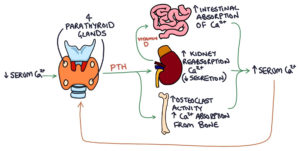 4
PARATHYROID
GLANDS
↓ SERUM Ca²⁺
PTH
VITAMIN
D
↑ INTESTINAL
ABSORPTION
OF Ca²⁺
↑ KIDNEY
REABSORPTION
Ca²⁺
(↓ SECRETION)
↑ OSTEOCLAST
ACTIVITY
↑ Ca²⁺ ABSORPTION
FROM BONE
↑ SERUM Ca²⁺